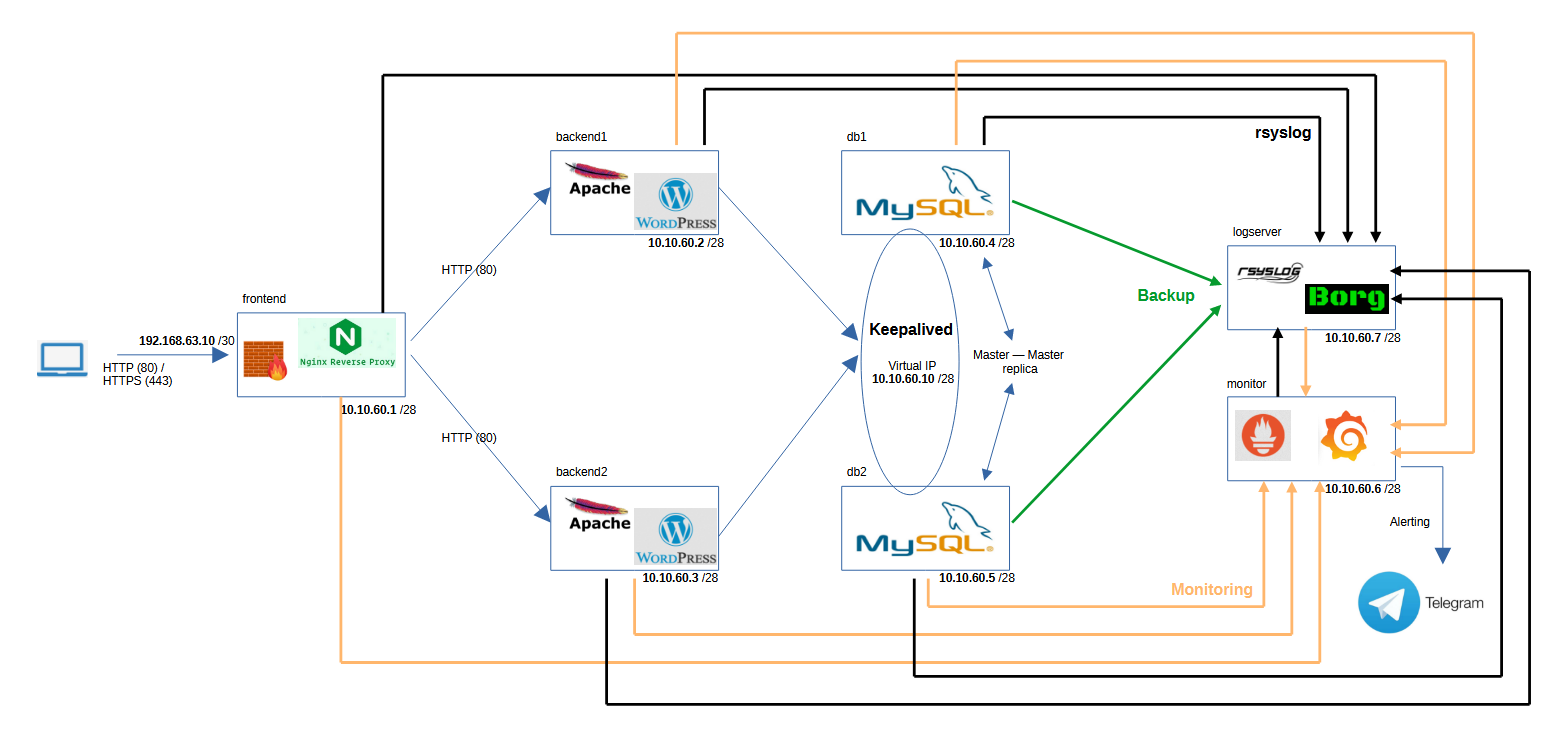 rsyslog
backend1
Apache
WORDPRESS
10.10.60.2 /28
db1
MySQL
10.10.60.4 /28
logserver
rsyslog
Borg
10.10.60.7 /28
HTTP (80)
Backup
frontend
Nginx Reverse Proxy
10.10.60.1 /28
192.168.63.10 /30
HTTP (80) /
HTTPS (443)
Keepalived
Virtual IP
10.10.60.10 /28
Master — Master
replica
monitor
10.10.60.6 /28
HTTP (80)
backend2
Apache
WORDPRESS
10.10.60.3 /28
db2
MySQL
10.10.60.5 /28
Alerting
Monitoring
Telegram